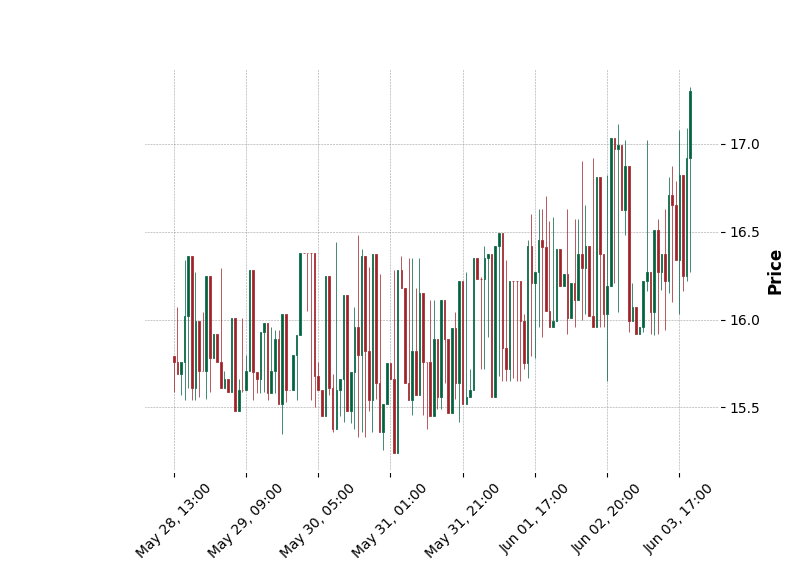 17.0
16.5
16.0
15.5
Price
May 28, 13:00
May 29, 09:00
May 30, 05:00
May 31, 01:00
May 31, 21:00
Jun 01, 17:00
Jun 02, 20:00
Jun 03, 17:00